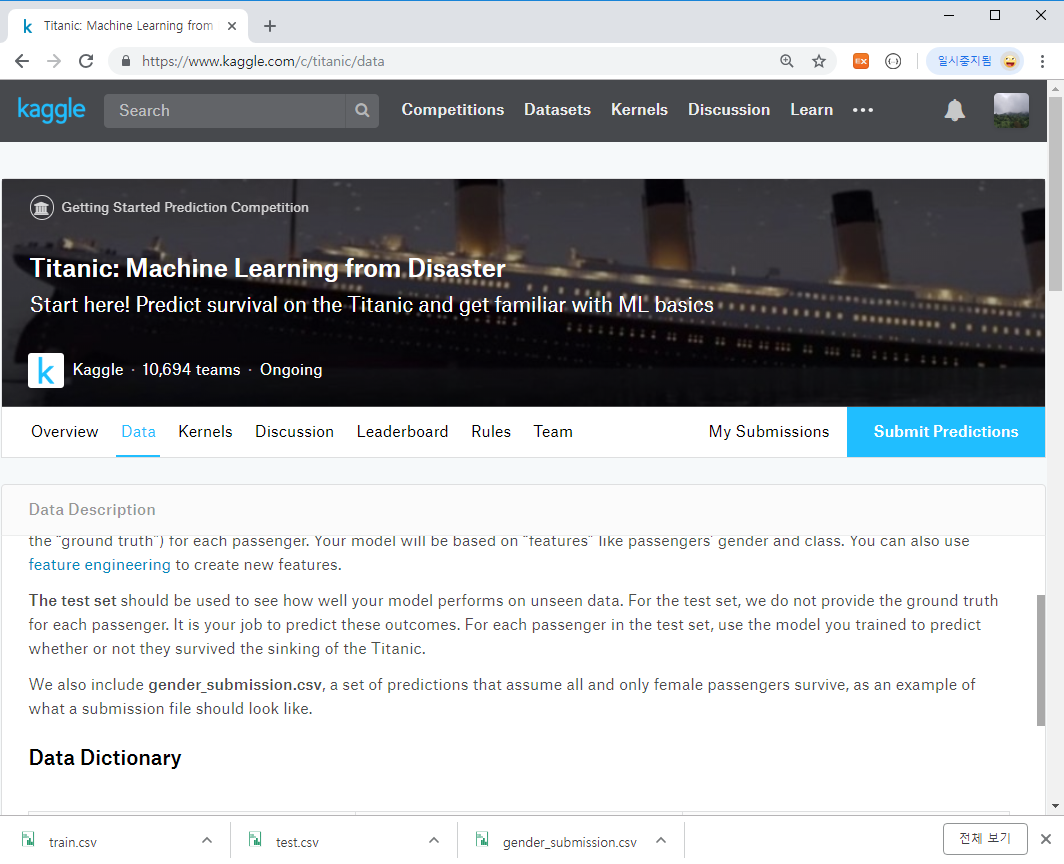 k Titanic: Machine Learning from
https://www.kaggle.com/c/titanic/data
EX
일시중지됨
kaggle
Search
Competitions Datasets Kernels Discussion Learn
Getting Started Prediction Competition
Titanic: Machine Learning from Disaster
Start here! Predict survival on the Titanic and get familiar with ML basics
k Kaggle · 10,694 teams · Ongoing
Overview Data Kernels Discussion Leaderboard Rules Team My Submissions Submit Predictions
Data Description
the “ground truth”) for each passenger. Your model will be based on “features” like passengers’ gender and class. You can also use
feature engineering to create new features.
The test set should be used to see how well your model performs on unseen data. For the test set, we do not provide the ground truth
for each passenger. It is your job to predict these outcomes. For each passenger in the test set, use the model you trained to predict
whether or not they survived the sinking of the Titanic.
We also include gender_submission.csv, a set of predictions that assume all and only female passengers survive, as an example of
what a submission file should look like.
Data Dictionary
train.csv test.csv gender_submission.csv 전체 보기